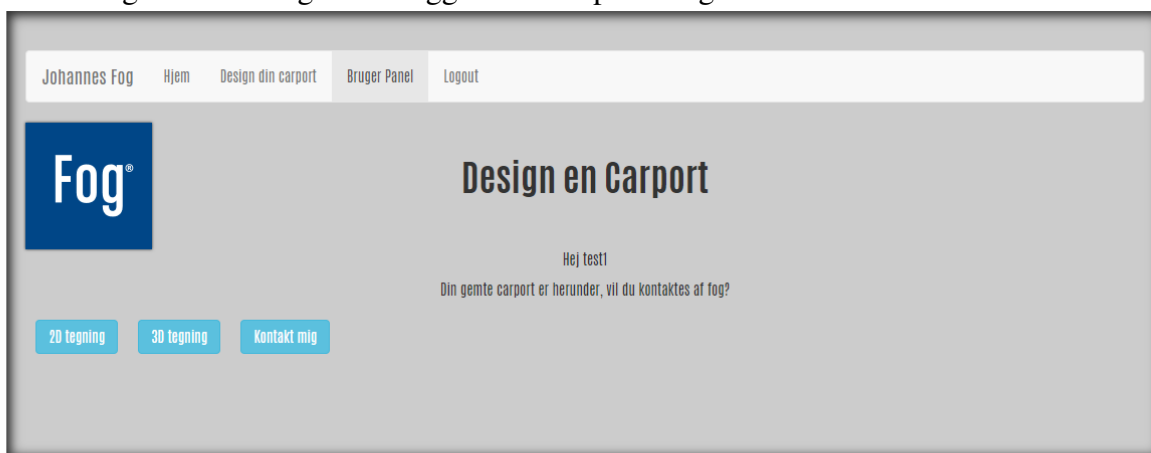 Johannes Fog Hjem Design din carport Bruger Panel Logout
Fog®
Design en Carport
Hej test1
Din gemte carport er herunder, vil du kontaktes af fog?
2D tegning 3D tegning Kontakt mig